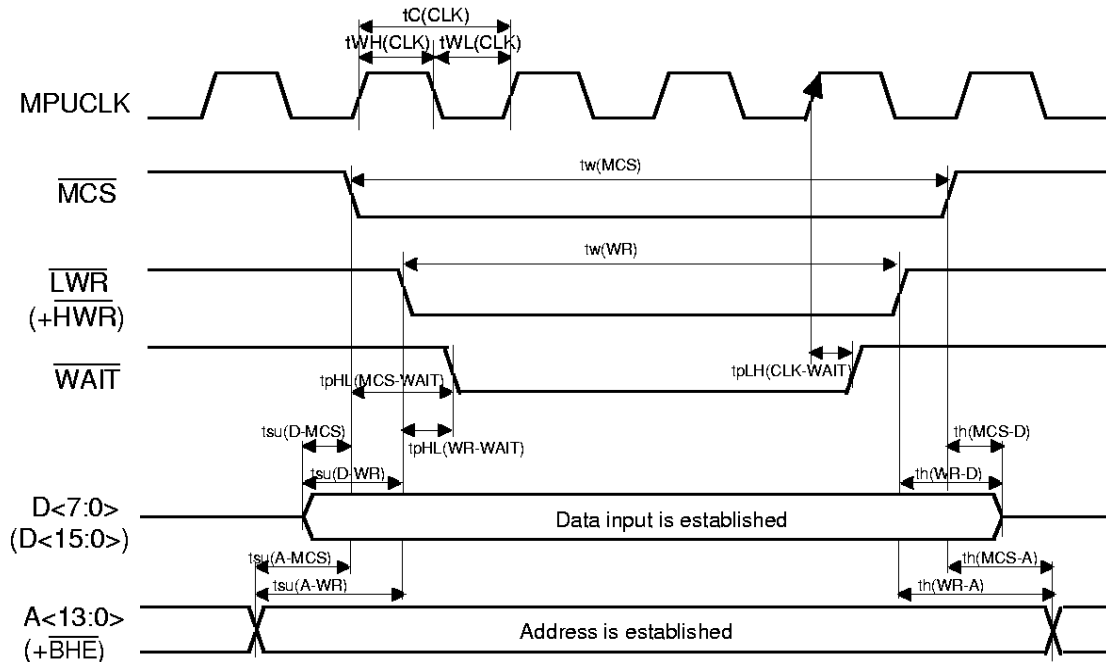 tC(CLK)
tWH(CLK) tWL(CLK)
MPUCLK
tw(MCS)
MCS
tw(WR)
LWR
(+HWR)
WAIT
tpLH(CLK-WAIT)
tpHL(MCS-WAIT)
tsu(D-MCS)
th(MCS-D)
tpHL(WR-WAIT)
tsu(D-WR)
th(WR-D)
D<7:0>
Data input is established
(D<15:0>)
tsu(A-MCS)
th(MCS-A)
tsu(A-WR)
th(WR-A)
A<13:0>
Address is established
(+BHE)